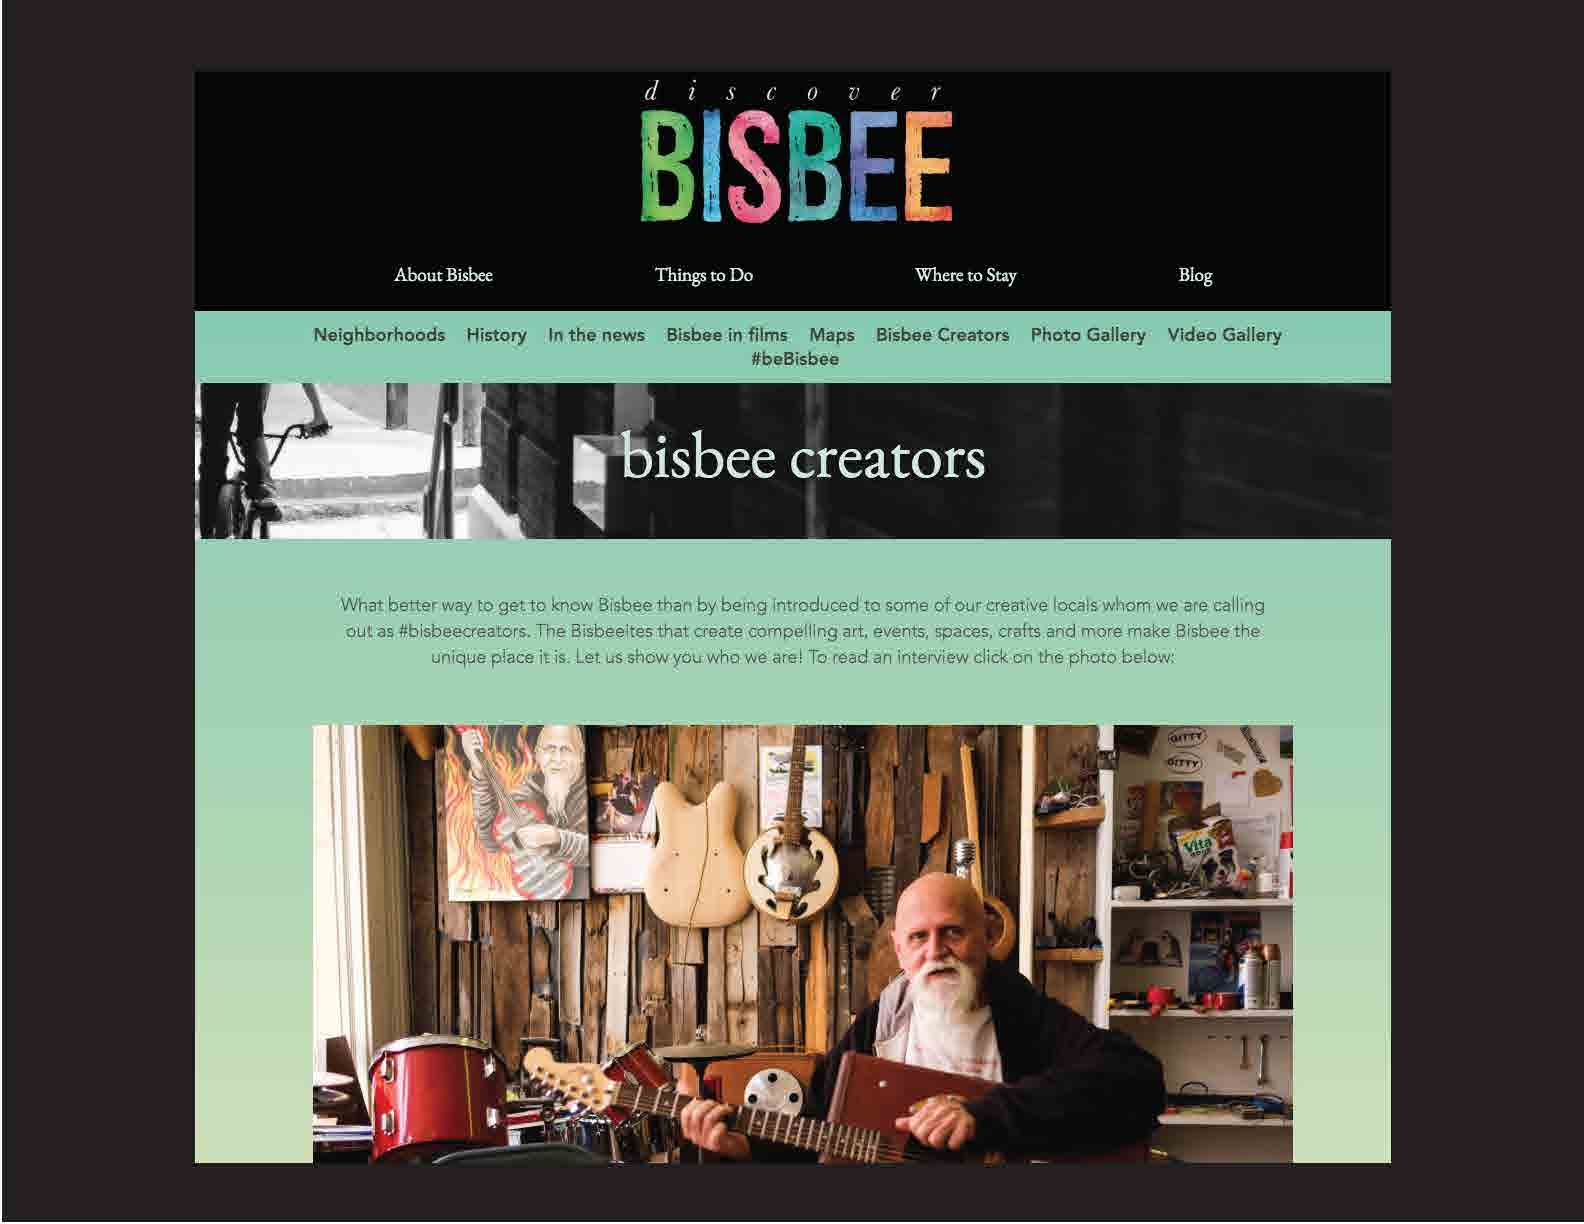 discover
BISBEE
About Bisbee Things to Do Where to Stay Blog
Neighborhoods History In the news Bisbee in films Maps Bisbee Creators Photo Gallery Video Gallery
#beBisbee
bisbee creators
What better way to get to know Bisbee than by being introduced to some of our creative locals whom we are calling
out as #bisbeecreators. The Bisbeeites that create compelling art, events, spaces, crafts and more make Bisbee the
unique place it is. Let us show you who we are! To read an interview click on the photo below:
GITTY
GITTY
Vita